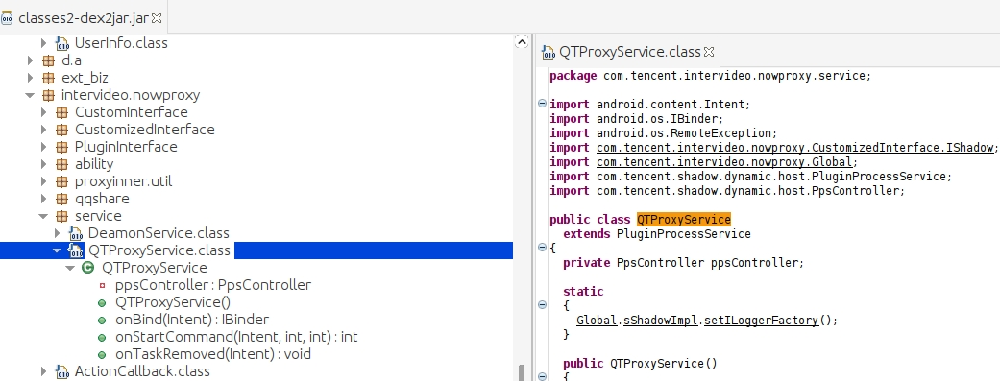 classes2-dex2jar.jar
UserInfo.class
d.a
ext_biz
intervideo.nowproxy
CustomInterface
CustomizedInterface
PluginInterface
ability
proxyinner.util
qqshare
service
DeamonService.class
QTProxyService.class
QTProxyService
ppsController : PpsController
QTProxyService()
onBind(Intent) : IBinder
onStartCommand(Intent, int, int) : int
onTaskRemoved(Intent) : void
ActionCallback.class
QTProxyService.class
package com.tencent.intervideo.nowproxy.service;
import android.content.Intent;
import android.os.IBinder;
import android.os.RemoteException;
import com.tencent.intervideo.nowproxy.CustomizedInterface.IShadow;
import com.tencent.intervideo.nowproxy.Global;
import com.tencent.shadow.dynamic.host.PluginProcessService;
import com.tencent.shadow.dynamic.host.PpsController;
public class QTProxyService
extends PluginProcessService
{
private PpsController ppsController;
static
{
Global.sShadowImpl.setILoggerFactory();
}
public QTProxyService()
{